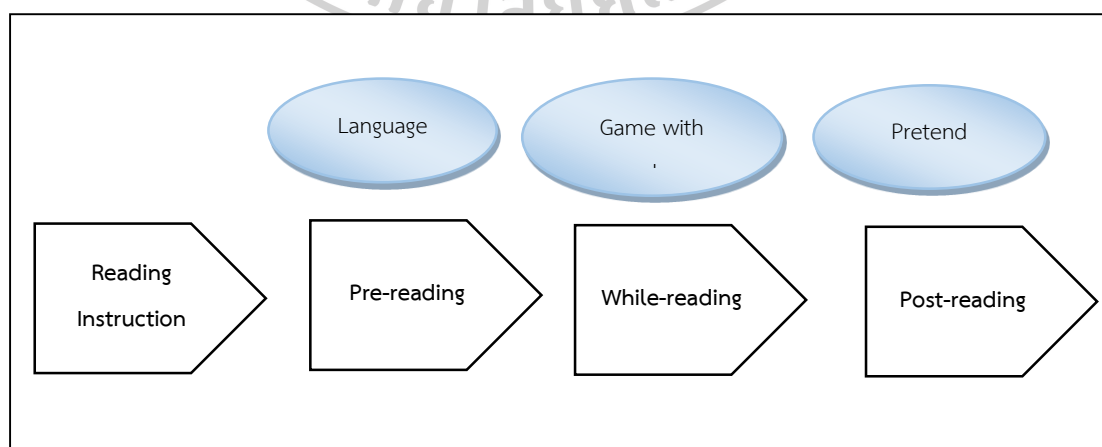 Language
Game with
Pretend
Reading
Instruction
Pre-reading
While-reading
Post-reading